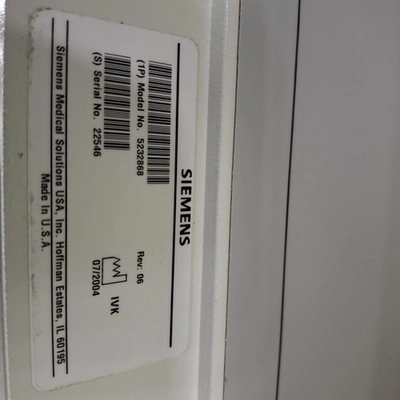 SIEMENS
(1P) Model No. 5232868
Rev: 06
(S) Serial No. 22546
IVK
07/2004
Siemens Medical Solutions USA, Inc. Hoffman Estates, IL 60195
Made in U.S.A.